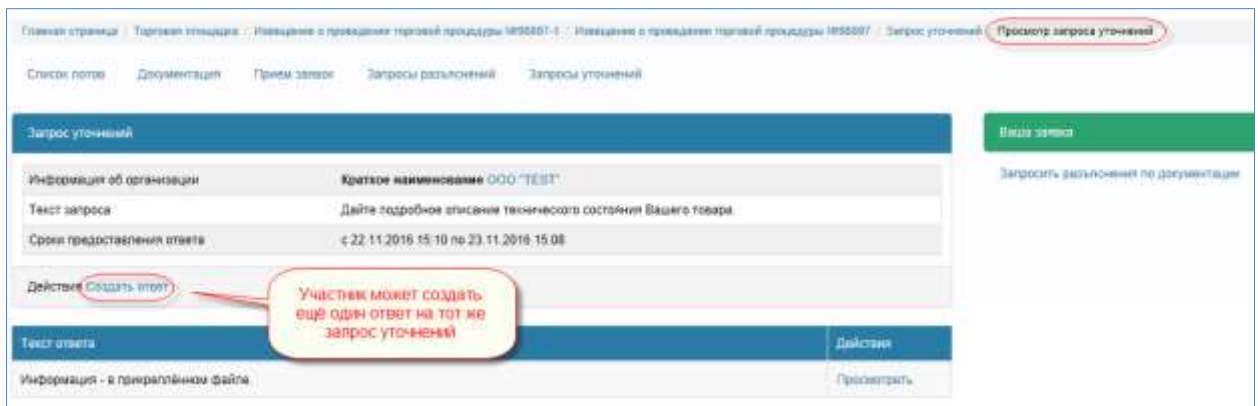 Главная страница / Торговая площадка / Извещение о проведении торговой процедуры №98897-1 / Извещение о проведении торговой процедуры №98897 / Запрос уточнений / Просмотр запроса уточнений
Список лотов Документация Прием заявок Запросы разъяснений Запросы уточнений
Запрос уточнений
Ваша заявка
Информация об организации Краткое наименование ООО "TEST"
Запросить разъяснения по документации
Текст запроса Дайте подробное описание технического состояния Вашего товара.
Сроки предоставления ответа с 22.11.2016 15:10 по 23.11.2016 15:08
Действия Создать ответ
Участник может создать
ещё один ответ на тот же
запрос уточнений
Текст ответа Действия
Информация - в прикреплённом файле. Просмотреть